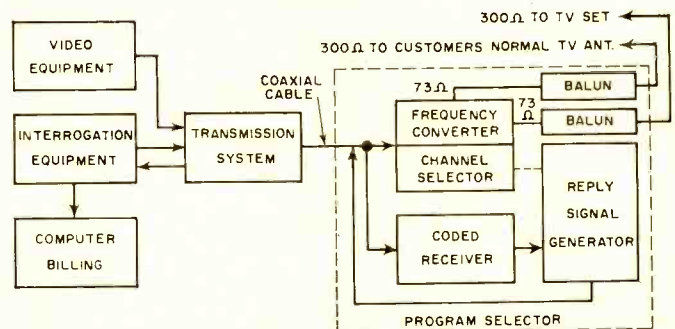 300Ω TO TV SET
300Ω TO CUSTOMERS NORMAL TV ANT.
VIDEO
EQUIPMENT
COAXIAL
CABLE
73Ω
BALUN
73
Ω
BALUN
INTERROGATION
EQUIPMENT
TRANSMISSION
SYSTEM
FREQUENCY
CONVERTER
CHANNEL
SELECTOR
REPLY
SIGNAL
GENERATOR
COMPUTER
BILLING
CODED
RECEIVER
PROGRAM SELECTOR